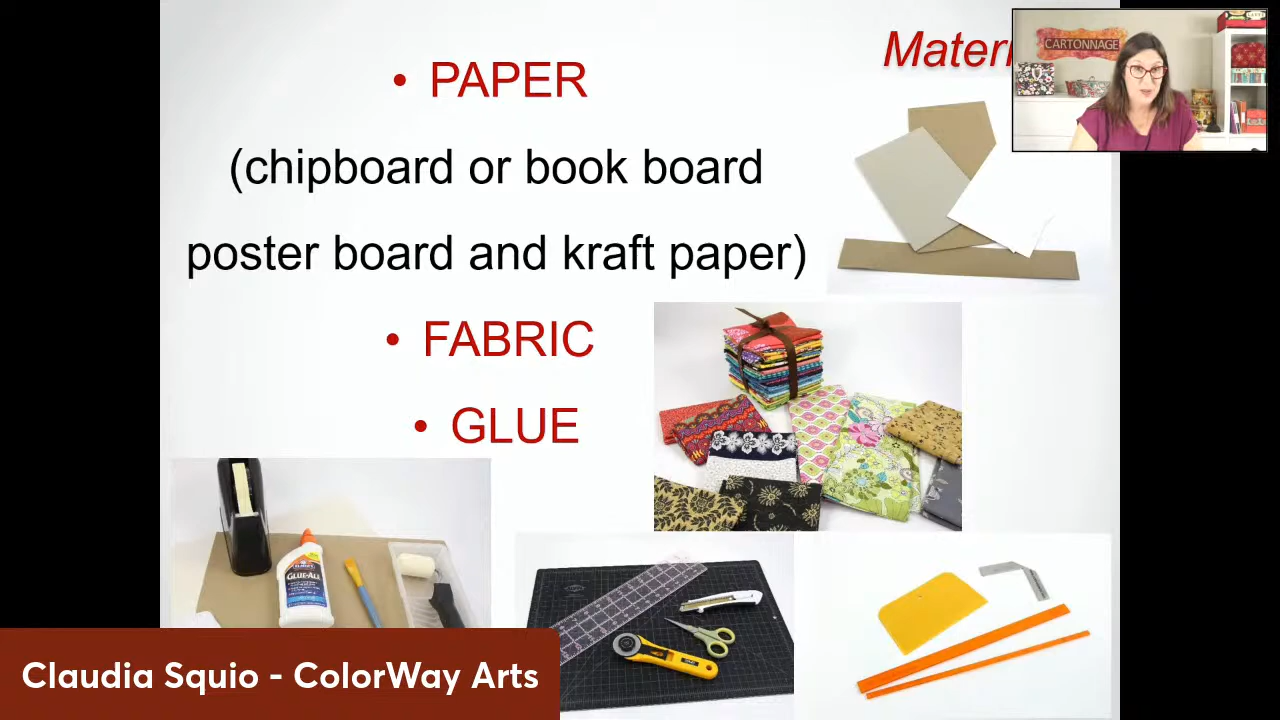 Mater
• PAPER
CARTONNAGE
(chipboard or book board
poster board and kraft paper)
• FABRIC
• GLUE
GLUE-ALL
Claudia Squio - ColorWay Arts